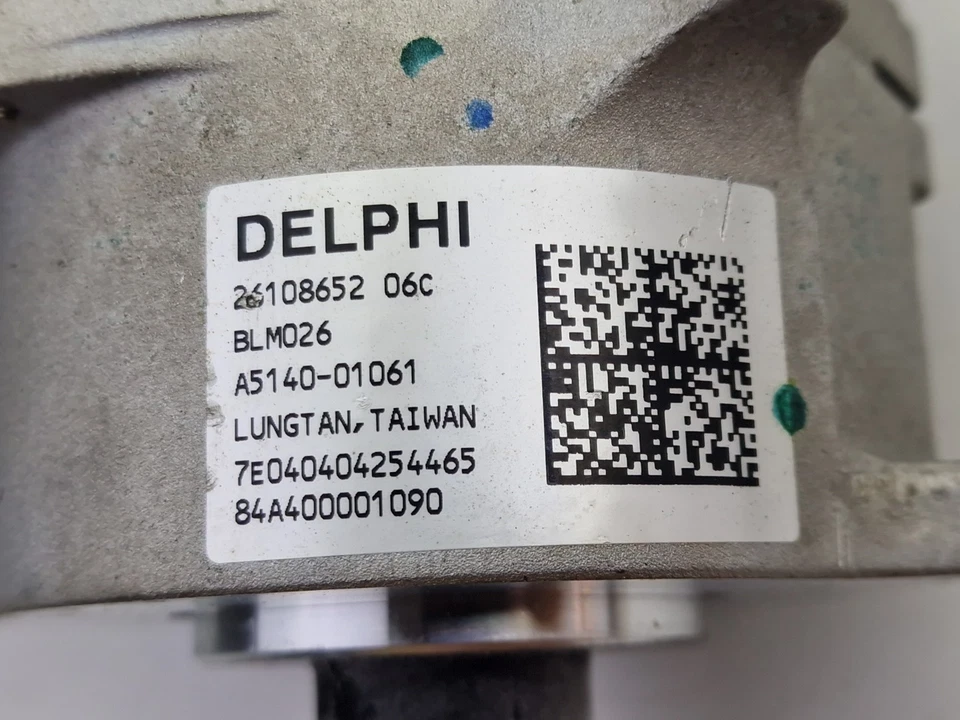 DELPHI
26108652 06C
BLM026
A5140-01061
LUNGTAN, TAIWAN
7E040404254465
84A400001090